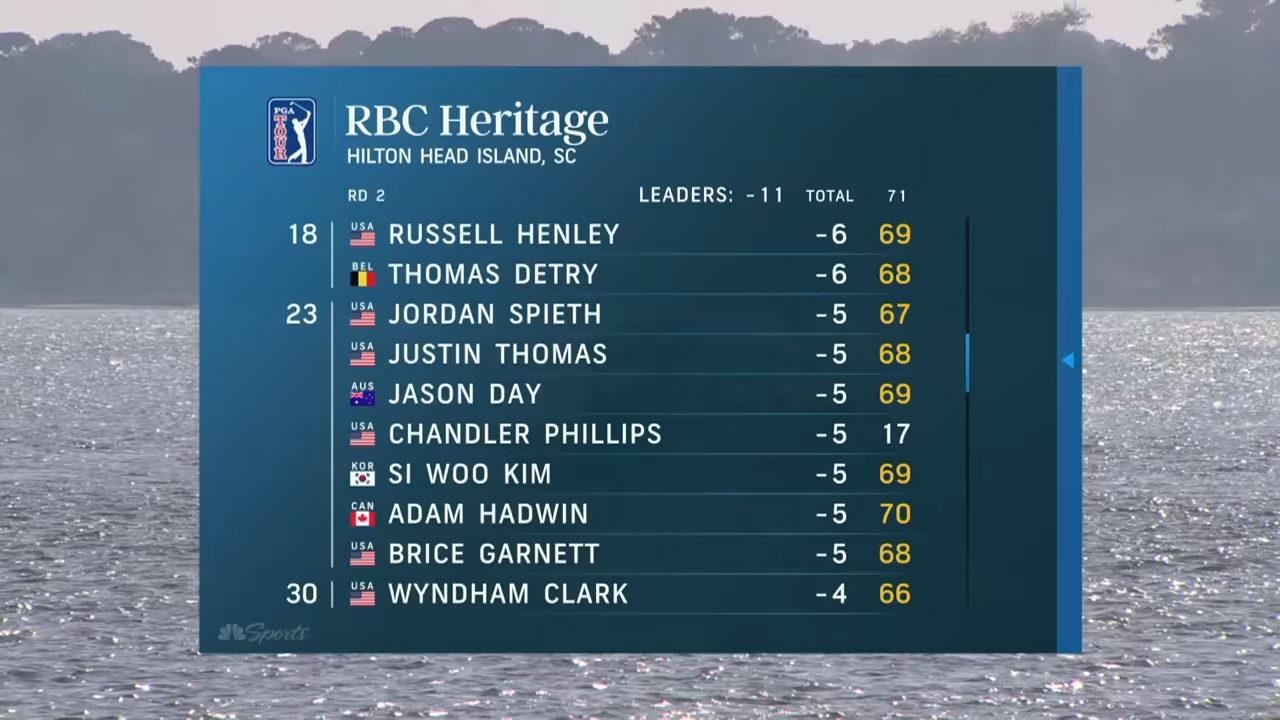 PGA TOUR
RBC Heritage
HILTON HEAD ISLAND, SC
RD 2 LEADERS: -11 TOTAL 71
18 USA RUSSELL HENLEY -6 69
BEL THOMAS DETRY -6 68
23 USA JORDAN SPIETH -5 67
USA JUSTIN THOMAS -5 68
AUS JASON DAY -5 69
USA CHANDLER PHILLIPS -5 17
KOR SI WOO KIM -5 69
CAN ADAM HADWIN -5 70
USA BRICE GARNETT -5 68
30 USA WYNDHAM CLARK -4 66
Sports